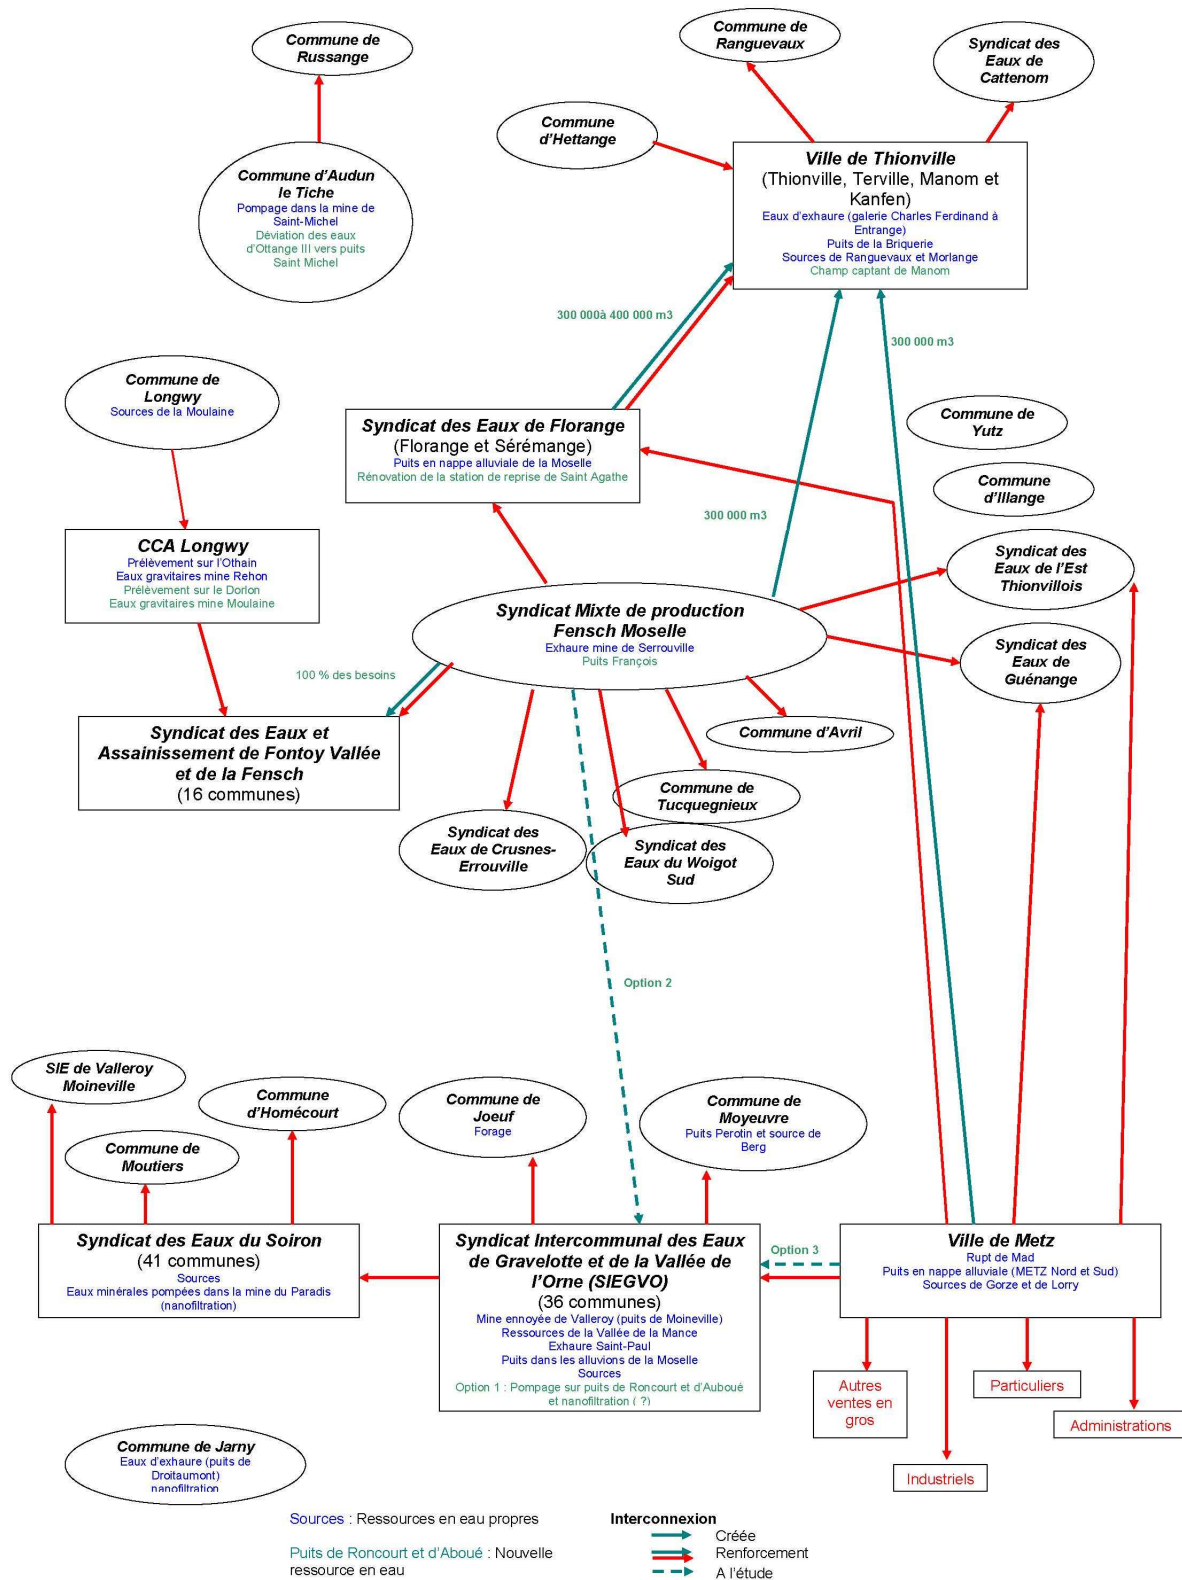 Commune de
Russange
Commune de
Ranguevaux
Syndicat des
Eaux de
Cattenom
Commune
d'Hettange
Commune d'Audun
le Tiche
Pompage dans la mine de
Saint-Michel
Déviation des eaux
d'Ottange III vers puits
Saint Michel
Ville de Thionville
(Thionville, Terville, Manom et
Kanfen)
Eaux d'exhaure (galerie Charles Ferdinand à
Entrange)
Puits de la Briquerie
Sources de Ranguevaux et Morlange
Champ captant de Manom
300 000à 400 000 m3
300 000 m3
Commune de
Longwy
Sources de la Moulaine
Syndicat des Eaux de Florange
(Florange et Sérémange)
Puits en nappe alluviale de la Moselle
Rénovation de la station de reprise de Saint Agathe
Commune de
Yutz
Commune
d'Illange
300 000 m3
CCA Longwy
Prélèvement sur l'Othain
Eaux gravitaires mine Rehon
Prélèvement sur le Dorlon
Eaux gravitaires mine Moulaine
Syndicat des
Eaux de l'Est
Thionvillois
Syndicat Mixte de production
Fensch Moselle
Exhaure mine de Serrouville
Puits François
Syndicat des
Eaux de
Guénange
100 % des besoins
Syndicat des Eaux et
Assainissement de Fontoy Vallée
et de la Fensch
(16 communes)
Commune d'Avril
Commune de
Tucquegnieux
Syndicat des
Eaux de Crusnes-
Errouville
Syndicat des
Eaux du Woigot
Sud
Option 2
SIE de Valleroy
Moineville
Commune
d'Homécourt
Commune de
Moutiers
Commune de
Joeuf
Forage
Commune de
Moyeuvre
Puits Perotin et source de
Berg
Syndicat des Eaux du Soiron
(41 communes)
Sources
Eaux minérales pompées dans la mine du Paradis
(nanofiltration)
Syndicat Intercommunal des Eaux
de Gravelotte et de la Vallée de
l'Orne (SIEGVO)
(36 communes)
Mine ennoyée de Valleroy (puits de Moineville)
Ressources de la Vallée de la Mance
Exhaure Saint-Paul
Puits dans les alluvions de la Moselle
Sources
Option 1 : Pompage sur puits de Roncourt et d'Auboué
et nanofiltration ( ?)
Option 3
Ville de Metz
Rupt de Mad
Puits en nappe alluviale (METZ Nord et Sud)
Sources de Gorze et de Lorry
Autres
ventes en
gros
Particuliers
Administrations
Industriels
Commune de Jarny
Eaux d'exhaure (puits de
Droitaumont)
nanofiltration
Sources : Ressources en eau propres
Puits de Roncourt et d'Aboué : Nouvelle
ressource en eau
Interconnexion
Créée
Renforcement
A l'étude